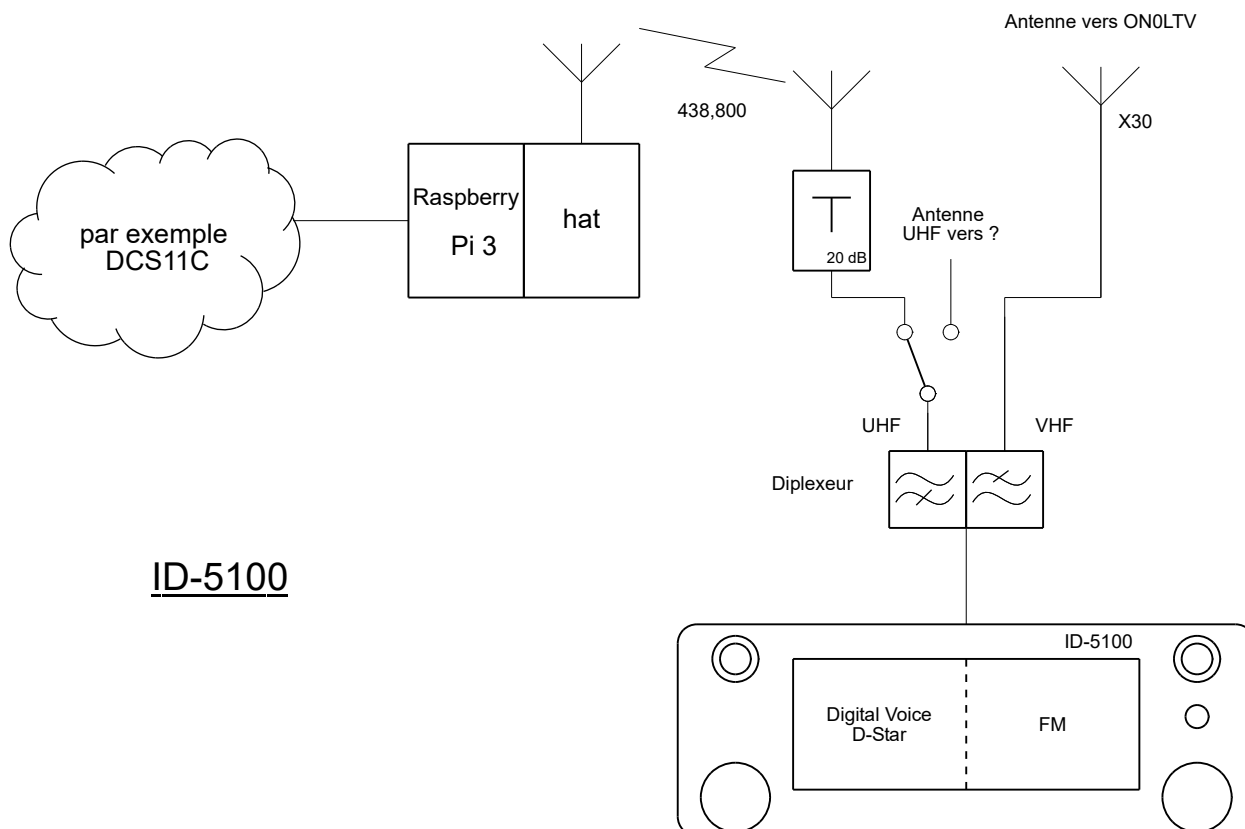 Antenne vers ON0LTV
438,800
X30
Raspberry
Pi 3
hat
par exemple
DCS11C
20 dB
Antenne
UHF vers ?
UHF
VHF
Diplexeur
ID-5100
ID-5100
Digital Voice
D-Star
FM